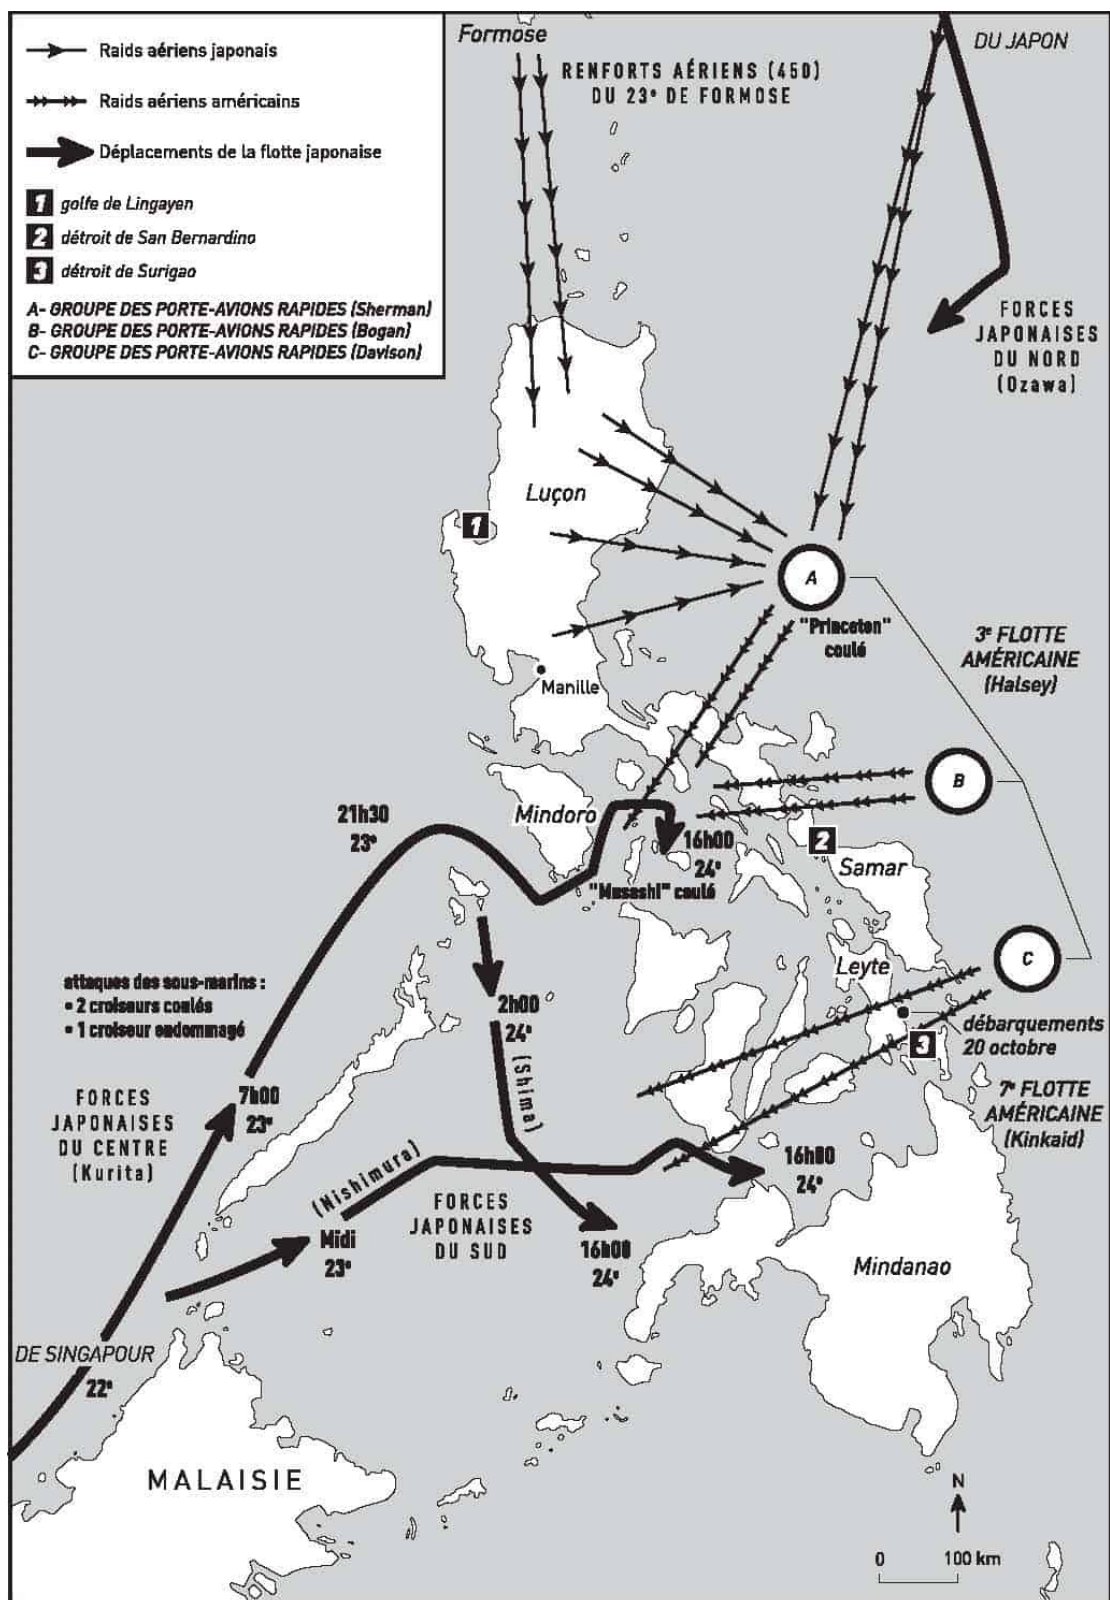 Raids aériens japonais
Raids aériens américains
Déplacements de la flotte japonaise
1 golfe de Lingayen
2 détroit de San Bernardino
3 détroit de Surigao
A- GROUPE DES PORTE-AVIONS RAPIDES (Sherman)
B- GROUPE DES PORTE-AVIONS RAPIDES (Bogan)
C- GROUPE DES PORTE-AVIONS RAPIDES (Davison)
Formose
RENFORTS AÉRIENS (450)
DU 23e DE FORMOSE
DU JAPON
FORCES
JAPONAISES
DU NORD
(Ozawa)
Luçon
1
A
"Princeton"
coulé
3e FLOTTE
AMÉRICAINE
(Halsey)
Manille
B
Mindoro
21h30
23e
16h00
24e
"Musashi" coulé
2
Samar
C
Leyte
débarquements
20 octobre
3
7e FLOTTE
AMÉRICAINE
(Kinkaid)
attaques des sous-marins :
• 2 croiseurs coulés
• 1 croiseur endommagé
2h00
24e
(Shima)
7h00
23e
FORCES
JAPONAISES
DU CENTRE
(Kurita)
(Nishimura)
FORCES
JAPONAISES
DU SUD
Midi
23e
16h00
24e
16h00
24e
Mindanao
DE SINGAPOUR
22e
MALAISIE
N
0 100 km